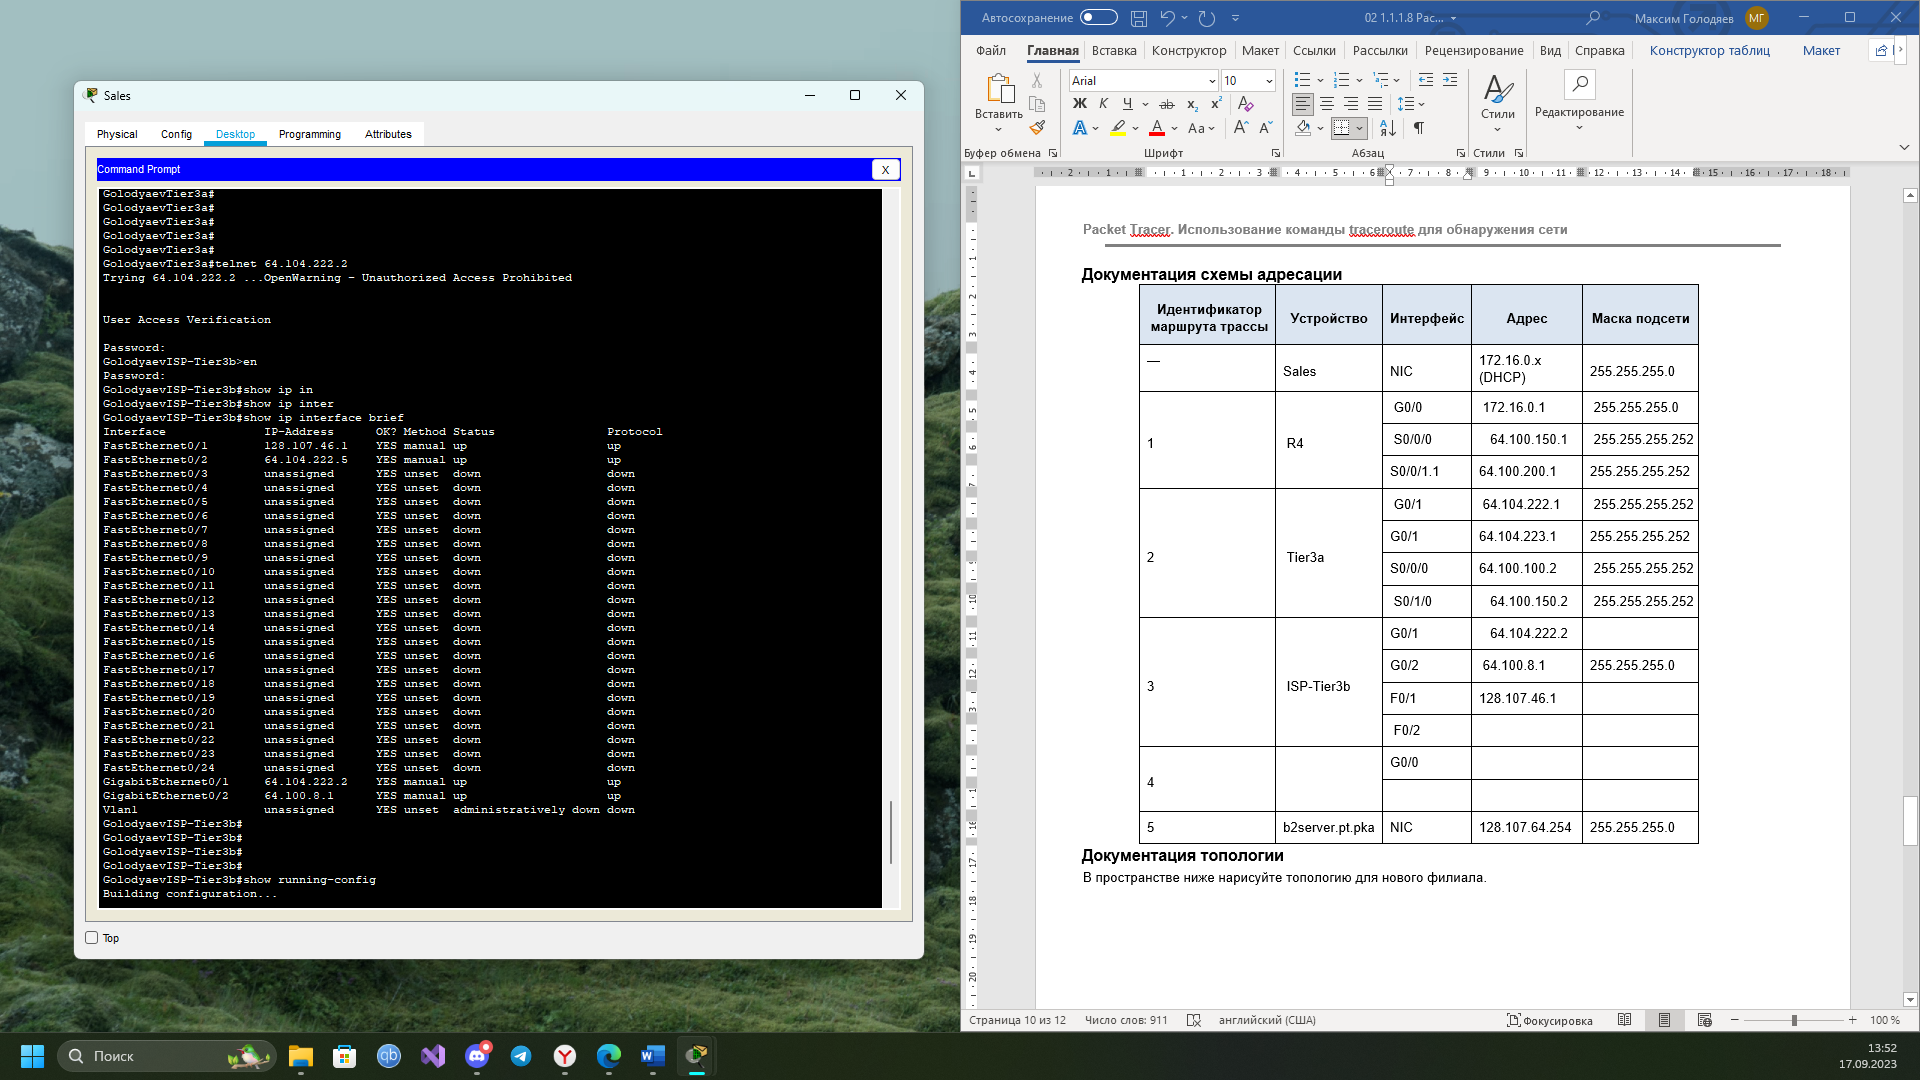 Sales
Physical Config Desktop Programming Attributes
Command Prompt X
GolodyaevTier3a#
GolodyaevTier3a#
GolodyaevTier3a#
GolodyaevTier3a#
GolodyaevTier3a#
GolodyaevTier3a#telnet 64.104.222.2
Trying 64.104.222.2 ...OpenWarning - Unauthorized Access Prohibited
User Access Verification
Password:
GolodyaevISP-Tier3b>en
Password:
GolodyaevISP-Tier3b#show ip in
GolodyaevISP-Tier3b#show ip inter
GolodyaevISP-Tier3b#show ip interface brief
Interface IP-Address OK? Method Status Protocol
FastEthernet0/1 128.107.46.1 YES manual up up
FastEthernet0/2 64.104.222.5 YES manual up up
FastEthernet0/3 unassigned YES unset down down
FastEthernet0/4 unassigned YES unset down down
FastEthernet0/5 unassigned YES unset down down
FastEthernet0/6 unassigned YES unset down down
FastEthernet0/7 unassigned YES unset down down
FastEthernet0/8 unassigned YES unset down down
FastEthernet0/9 unassigned YES unset down down
FastEthernet0/10 unassigned YES unset down down
FastEthernet0/11 unassigned YES unset down down
FastEthernet0/12 unassigned YES unset down down
FastEthernet0/13 unassigned YES unset down down
FastEthernet0/14 unassigned YES unset down down
FastEthernet0/15 unassigned YES unset down down
FastEthernet0/16 unassigned YES unset down down
FastEthernet0/17 unassigned YES unset down down
FastEthernet0/18 unassigned YES unset down down
FastEthernet0/19 unassigned YES unset down down
FastEthernet0/20 unassigned YES unset down down
FastEthernet0/21 unassigned YES unset down down
FastEthernet0/22 unassigned YES unset down down
FastEthernet0/23 unassigned YES unset down down
FastEthernet0/24 unassigned YES unset down down
GigabitEthernet0/1 64.104.222.2 YES manual up up
GigabitEthernet0/2 64.100.8.1 YES manual up up
Vlan1 unassigned YES unset administratively down down
GolodyaevISP-Tier3b#
GolodyaevISP-Tier3b#
GolodyaevISP-Tier3b#
GolodyaevISP-Tier3b#
GolodyaevISP-Tier3b#show running-config
Building configuration...
Top
Автосохранение 02 1.1.1.8 Рас... Максим Голодяев МГ
Файл Главная Вставка Конструктор Макет Ссылки Рассылки Рецензирование Вид Справка Конструктор таблиц Макет
Вставить
Arial 10
Ж К Ч ab x₂ x²
Aa
Стили
Редактирование
Буфер обмена Шрифт Абзац Стили
Packet Tracer. Использование команды traceroute для обнаружения сети
Документация схемы адресации
Идентификатор маршрута трассы Устройство Интерфейс Адрес Маска подсети
— Sales NIC 172.16.0.x (DHCP) 255.255.255.0
1 R4 G0/0 172.16.0.1 255.255.255.0
S0/0/0 64.100.150.1 255.255.255.252
S0/0/1.1 64.100.200.1 255.255.255.252
2 Tier3a G0/1 64.104.222.1 255.255.255.252
G0/1 64.104.223.1 255.255.255.252
S0/0/0 64.100.100.2 255.255.255.252
S0/1/0 64.100.150.2 255.255.255.252
3 ISP-Tier3b G0/1 64.104.222.2
G0/2 64.100.8.1 255.255.255.0
F0/1 128.107.46.1
F0/2
4 G0/0
5 b2server.pt.pka NIC 128.107.64.254 255.255.255.0
Документация топологии
В пространстве ниже нарисуйте топологию для нового филиала.
Страница 10 из 12 Число слов: 911 английский (США) Фокусировка 100 %
Поиск
13:52
17.09.2023